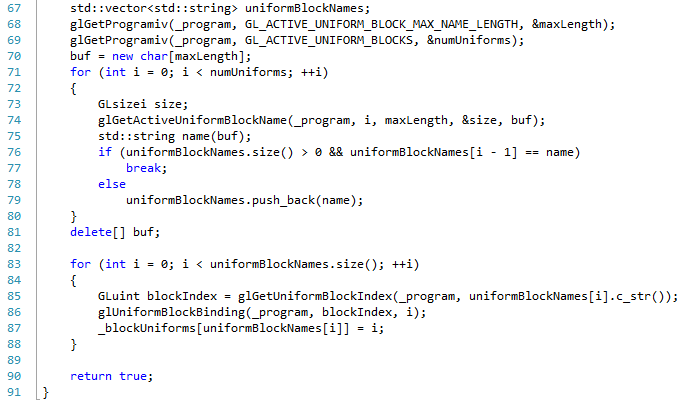 67 std::vector<std::string> uniformBlockNames;
68 glGetProgramiv(_program, GL_ACTIVE_UNIFORM_BLOCK_MAX_NAME_LENGTH, &maxLength);
69 glGetProgramiv(_program, GL_ACTIVE_UNIFORM_BLOCKS, &numUniforms);
70 buf = new char[maxLength];
71 for (int i = 0; i < numUniforms; ++i)
72 {
73 GLsizei size;
74 glGetActiveUniformBlockName(_program, i, maxLength, &size, buf);
75 std::string name(buf);
76 if (uniformBlockNames.size() > 0 && uniformBlockNames[i - 1] == name)
77 break;
78 else
79 uniformBlockNames.push_back(name);
80 }
81 delete[] buf;
82
83 for (int i = 0; i < uniformBlockNames.size(); ++i)
84 {
85 GLuint blockIndex = glGetUniformBlockIndex(_program, uniformBlockNames[i].c_str());
86 glUniformBlockBinding(_program, blockIndex, i);
87 _blockUniforms[uniformBlockNames[i]] = i;
88 }
89
90 return true;
91 }